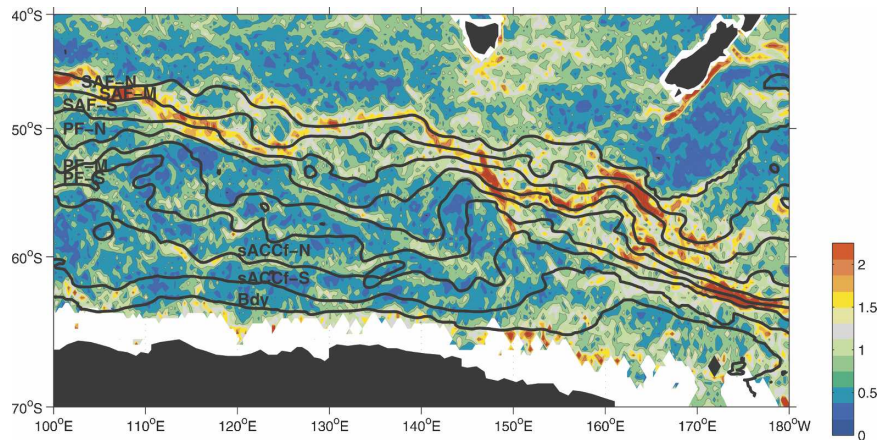 40°S
SAF-N
SAF-M
SAF-S
50°S
PF-N
PF-M
PF-S
sACCf-N
60°S
sACCf-S
Bdy
70°S
100°E 110°E 120°E 130°E 140°E 150°E 160°E 170°E 180°W
2
1.5
1
0.5
0